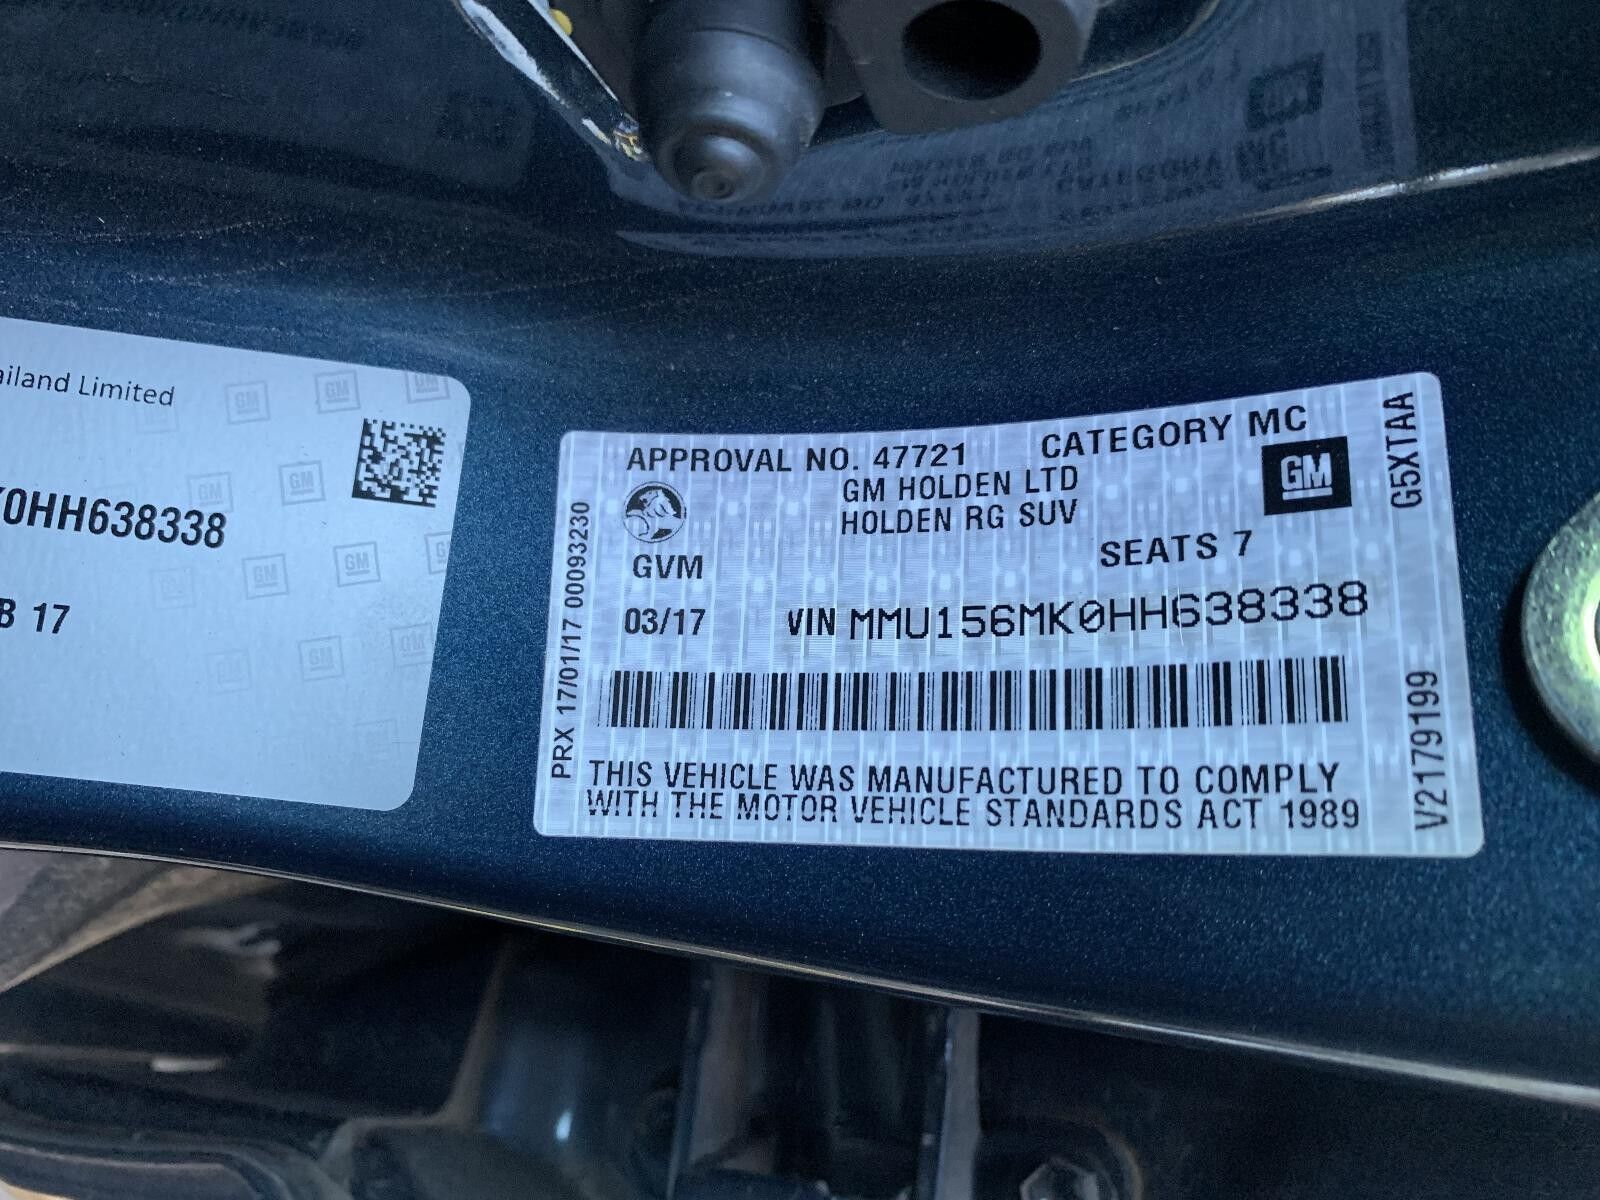 ailand Limited
K0HH638338
B 17
APPROVAL NO. 47721 CATEGORY MC
GM HOLDEN LTD
HOLDEN RG SUV
GM
GVM
SEATS 7
03/17 VIN MMU156MK0HH638338
THIS VEHICLE WAS MANUFACTURED TO COMPLY
WITH THE MOTOR VEHICLE STANDARDS ACT 1989
PRX 17/01/17 00093230
G5XTAA
V2179199